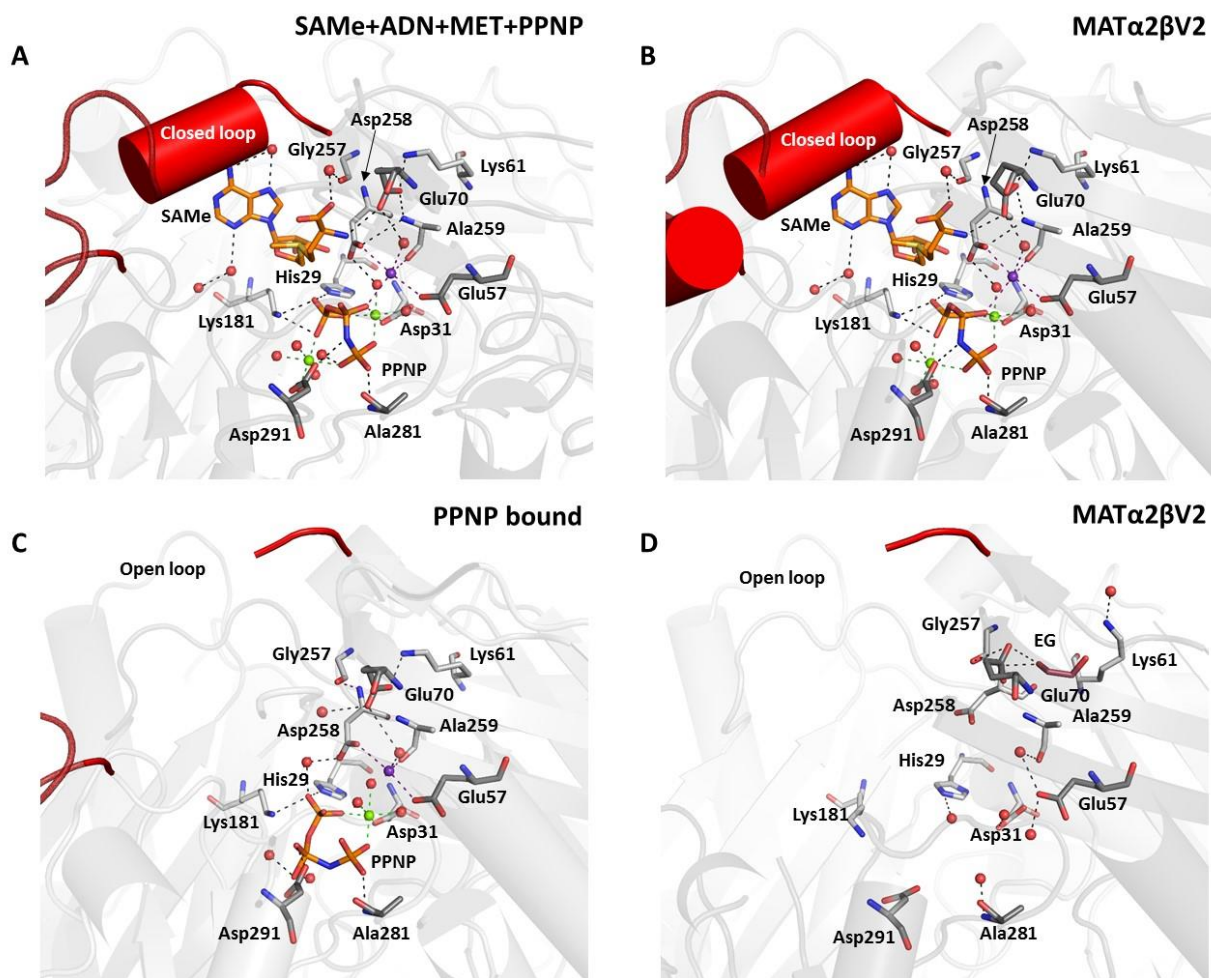 SAMe+ADN+MET+PPNP
A
Closed loop
Asp258
Gly257
Lys61
Glu70
SAMe
Ala259
His29
Glu57
Lys181
Asp31
PPNP
Asp291
Ala281
MATα2βV2
B
Closed loop
Asp258
Gly257
Lys61
Glu70
SAMe
Ala259
His29
Glu57
Lys181
Asp31
PPNP
Asp291
Ala281
PPNP bound
C
Open loop
Gly257
Lys61
Glu70
Asp258
Ala259
His29
Glu57
Lys181
Asp31
PPNP
Asp291
Ala281
MATα2βV2
D
Open loop
Gly257
EG
Lys61
Glu70
Asp258
Ala259
His29
Glu57
Lys181
Asp31
Asp291
Ala281